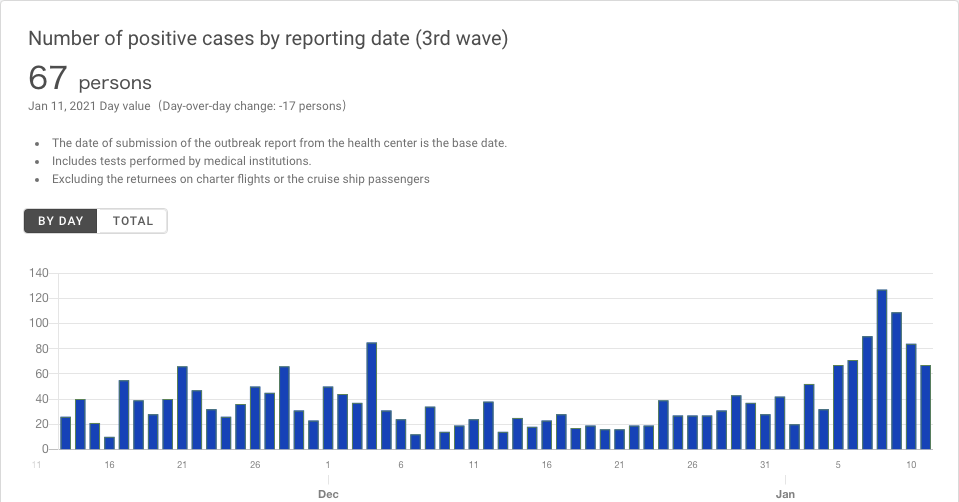 Number of positive cases by reporting date (3rd wave)
67 persons
Jan 11, 2021 Day value（Day-over-day change: -17 persons）
• The date of submission of the outbreak report from the health center is the base date.
• Includes tests performed by medical institutions.
• Excluding the returnees on charter flights or the cruise ship passengers
BY DAY TOTAL
140
120
100
80
60
40
20
0
11 16 21 26 1 6 11 16 21 26 31 5 10
Dec Jan